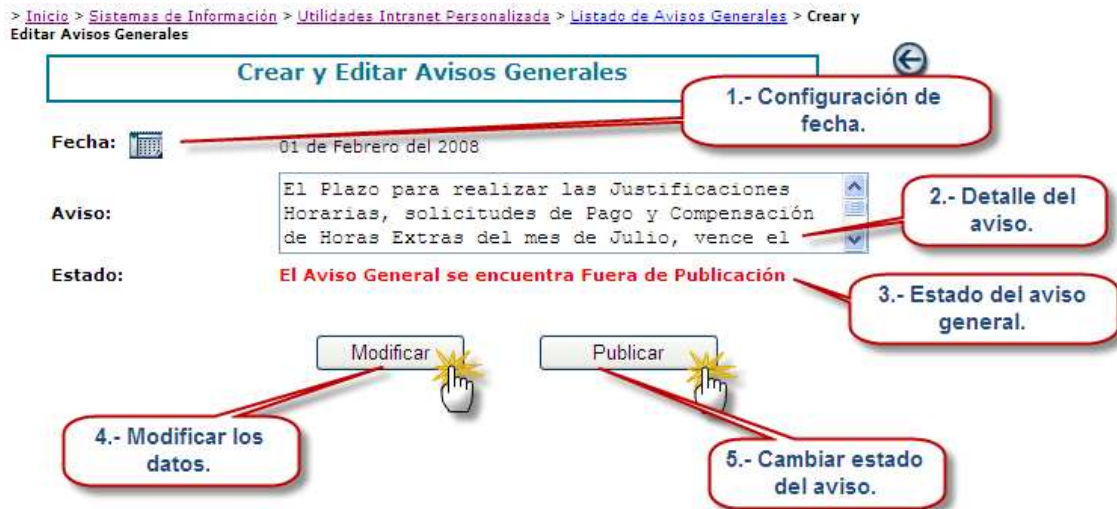 > Inicio > Sistemas de Información > Utilidades Intranet Personalizada > Listado de Avisos Generales > Crear y
Editar Avisos Generales
Crear y Editar Avisos Generales
1.- Configuración de
fecha.
Fecha:
01 de Febrero del 2008
Aviso:
El Plazo para realizar las Justificaciones
Horarias, solicitudes de Pago y Compensación
de Horas Extras del mes de Julio, vence el
2.- Detalle del
aviso.
Estado:
El Aviso General se encuentra Fuera de Publicación
3.- Estado del aviso
general.
Modificar
Publicar
4.- Modificar los
datos.
5.- Cambiar estado
del aviso.